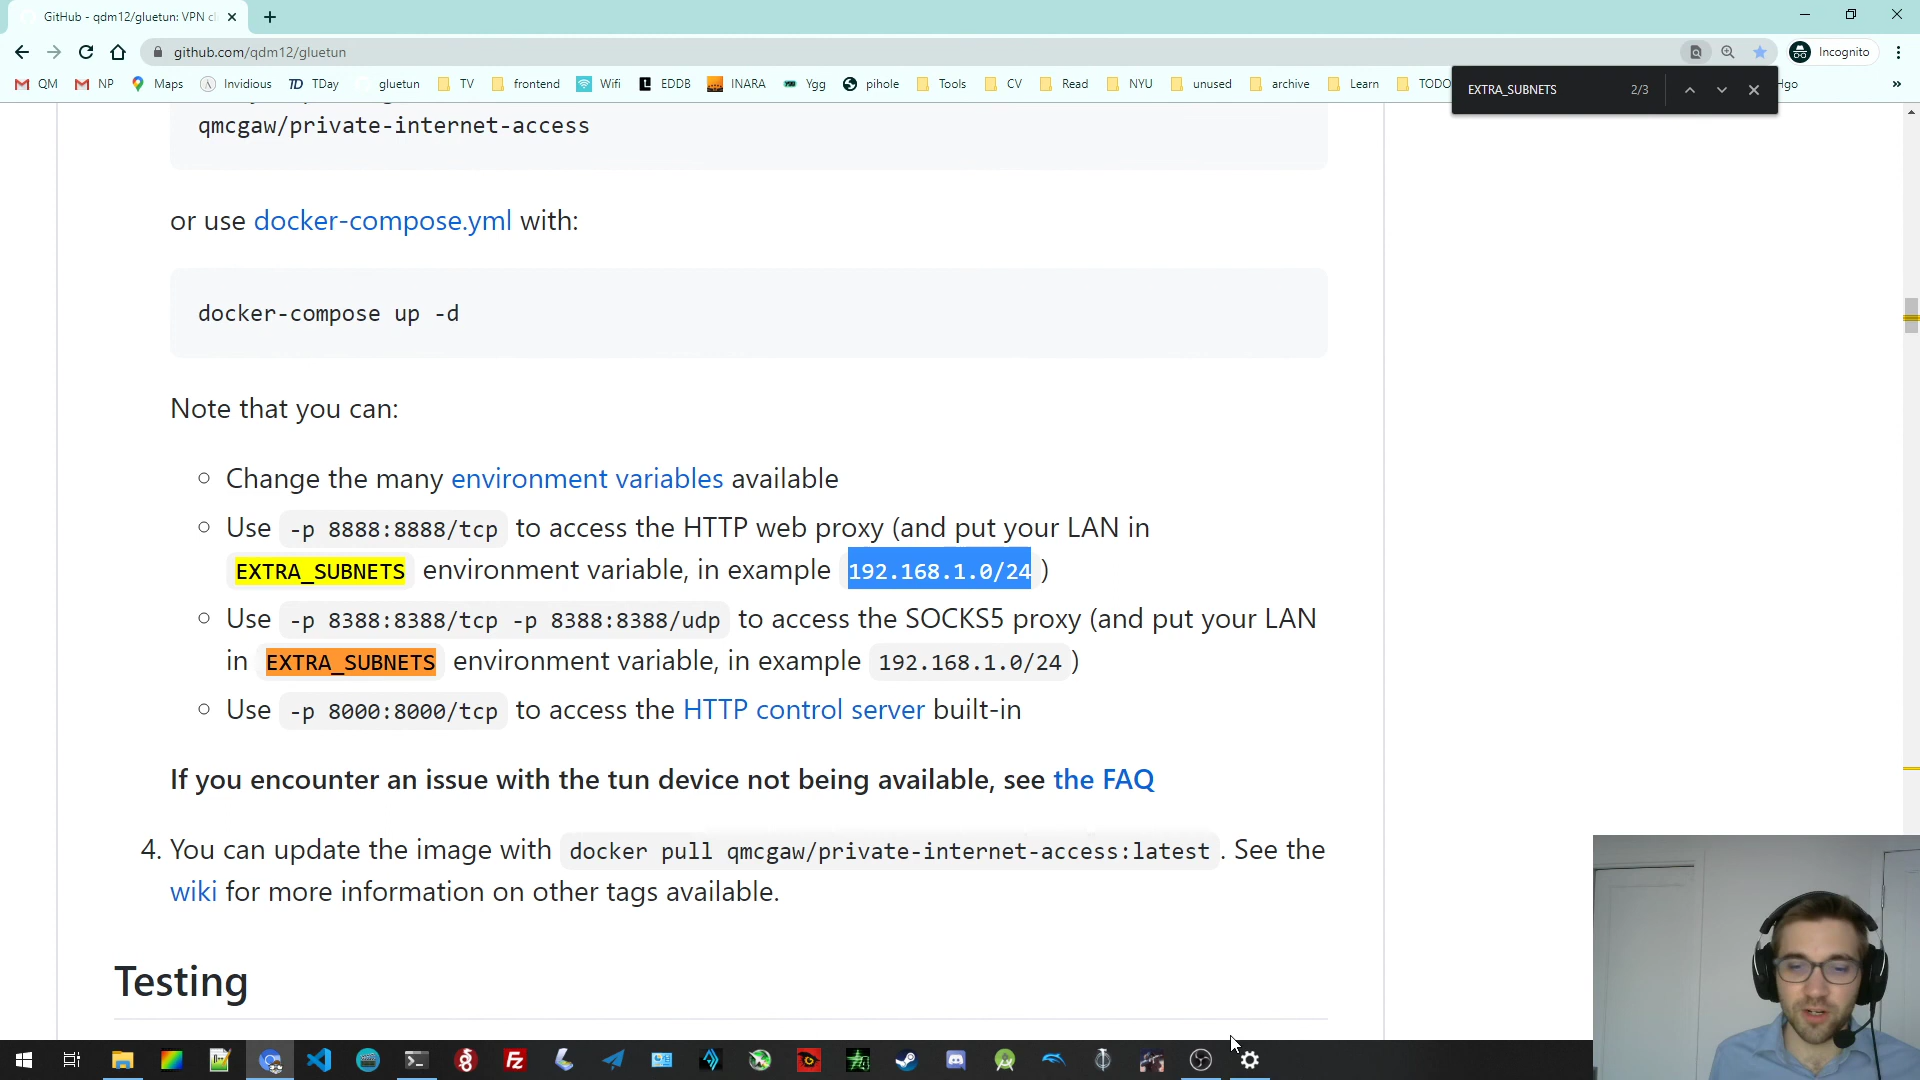 GitHub - qdm12/gluetun: VPN cl
github.com/qdm12/gluetun
Incognito
QM
NP
Maps
Invidious
TD TDay
gluetun
TV
frontend
Wifi
EDDB
INARA
Ygg
pihole
Tools
CV
Read
NYU
unused
archive
Learn
TODO
Hgo
»
EXTRA_SUBNETS 2/3
qmcgaw/private-internet-access
or use docker-compose.yml with:
docker-compose up -d
Note that you can:
Change the many environment variables available
Use -p 8888:8888/tcp to access the HTTP web proxy (and put your LAN in
EXTRA_SUBNETS environment variable, in example 192.168.1.0/24 )
Use -p 8388:8388/tcp -p 8388:8388/udp to access the SOCKS5 proxy (and put your LAN
in EXTRA_SUBNETS environment variable, in example 192.168.1.0/24 )
Use -p 8000:8000/tcp to access the HTTP control server built-in
If you encounter an issue with the tun device not being available, see the FAQ
4. You can update the image with docker pull qmcgaw/private-internet-access:latest . See the
wiki for more information on other tags available.
Testing